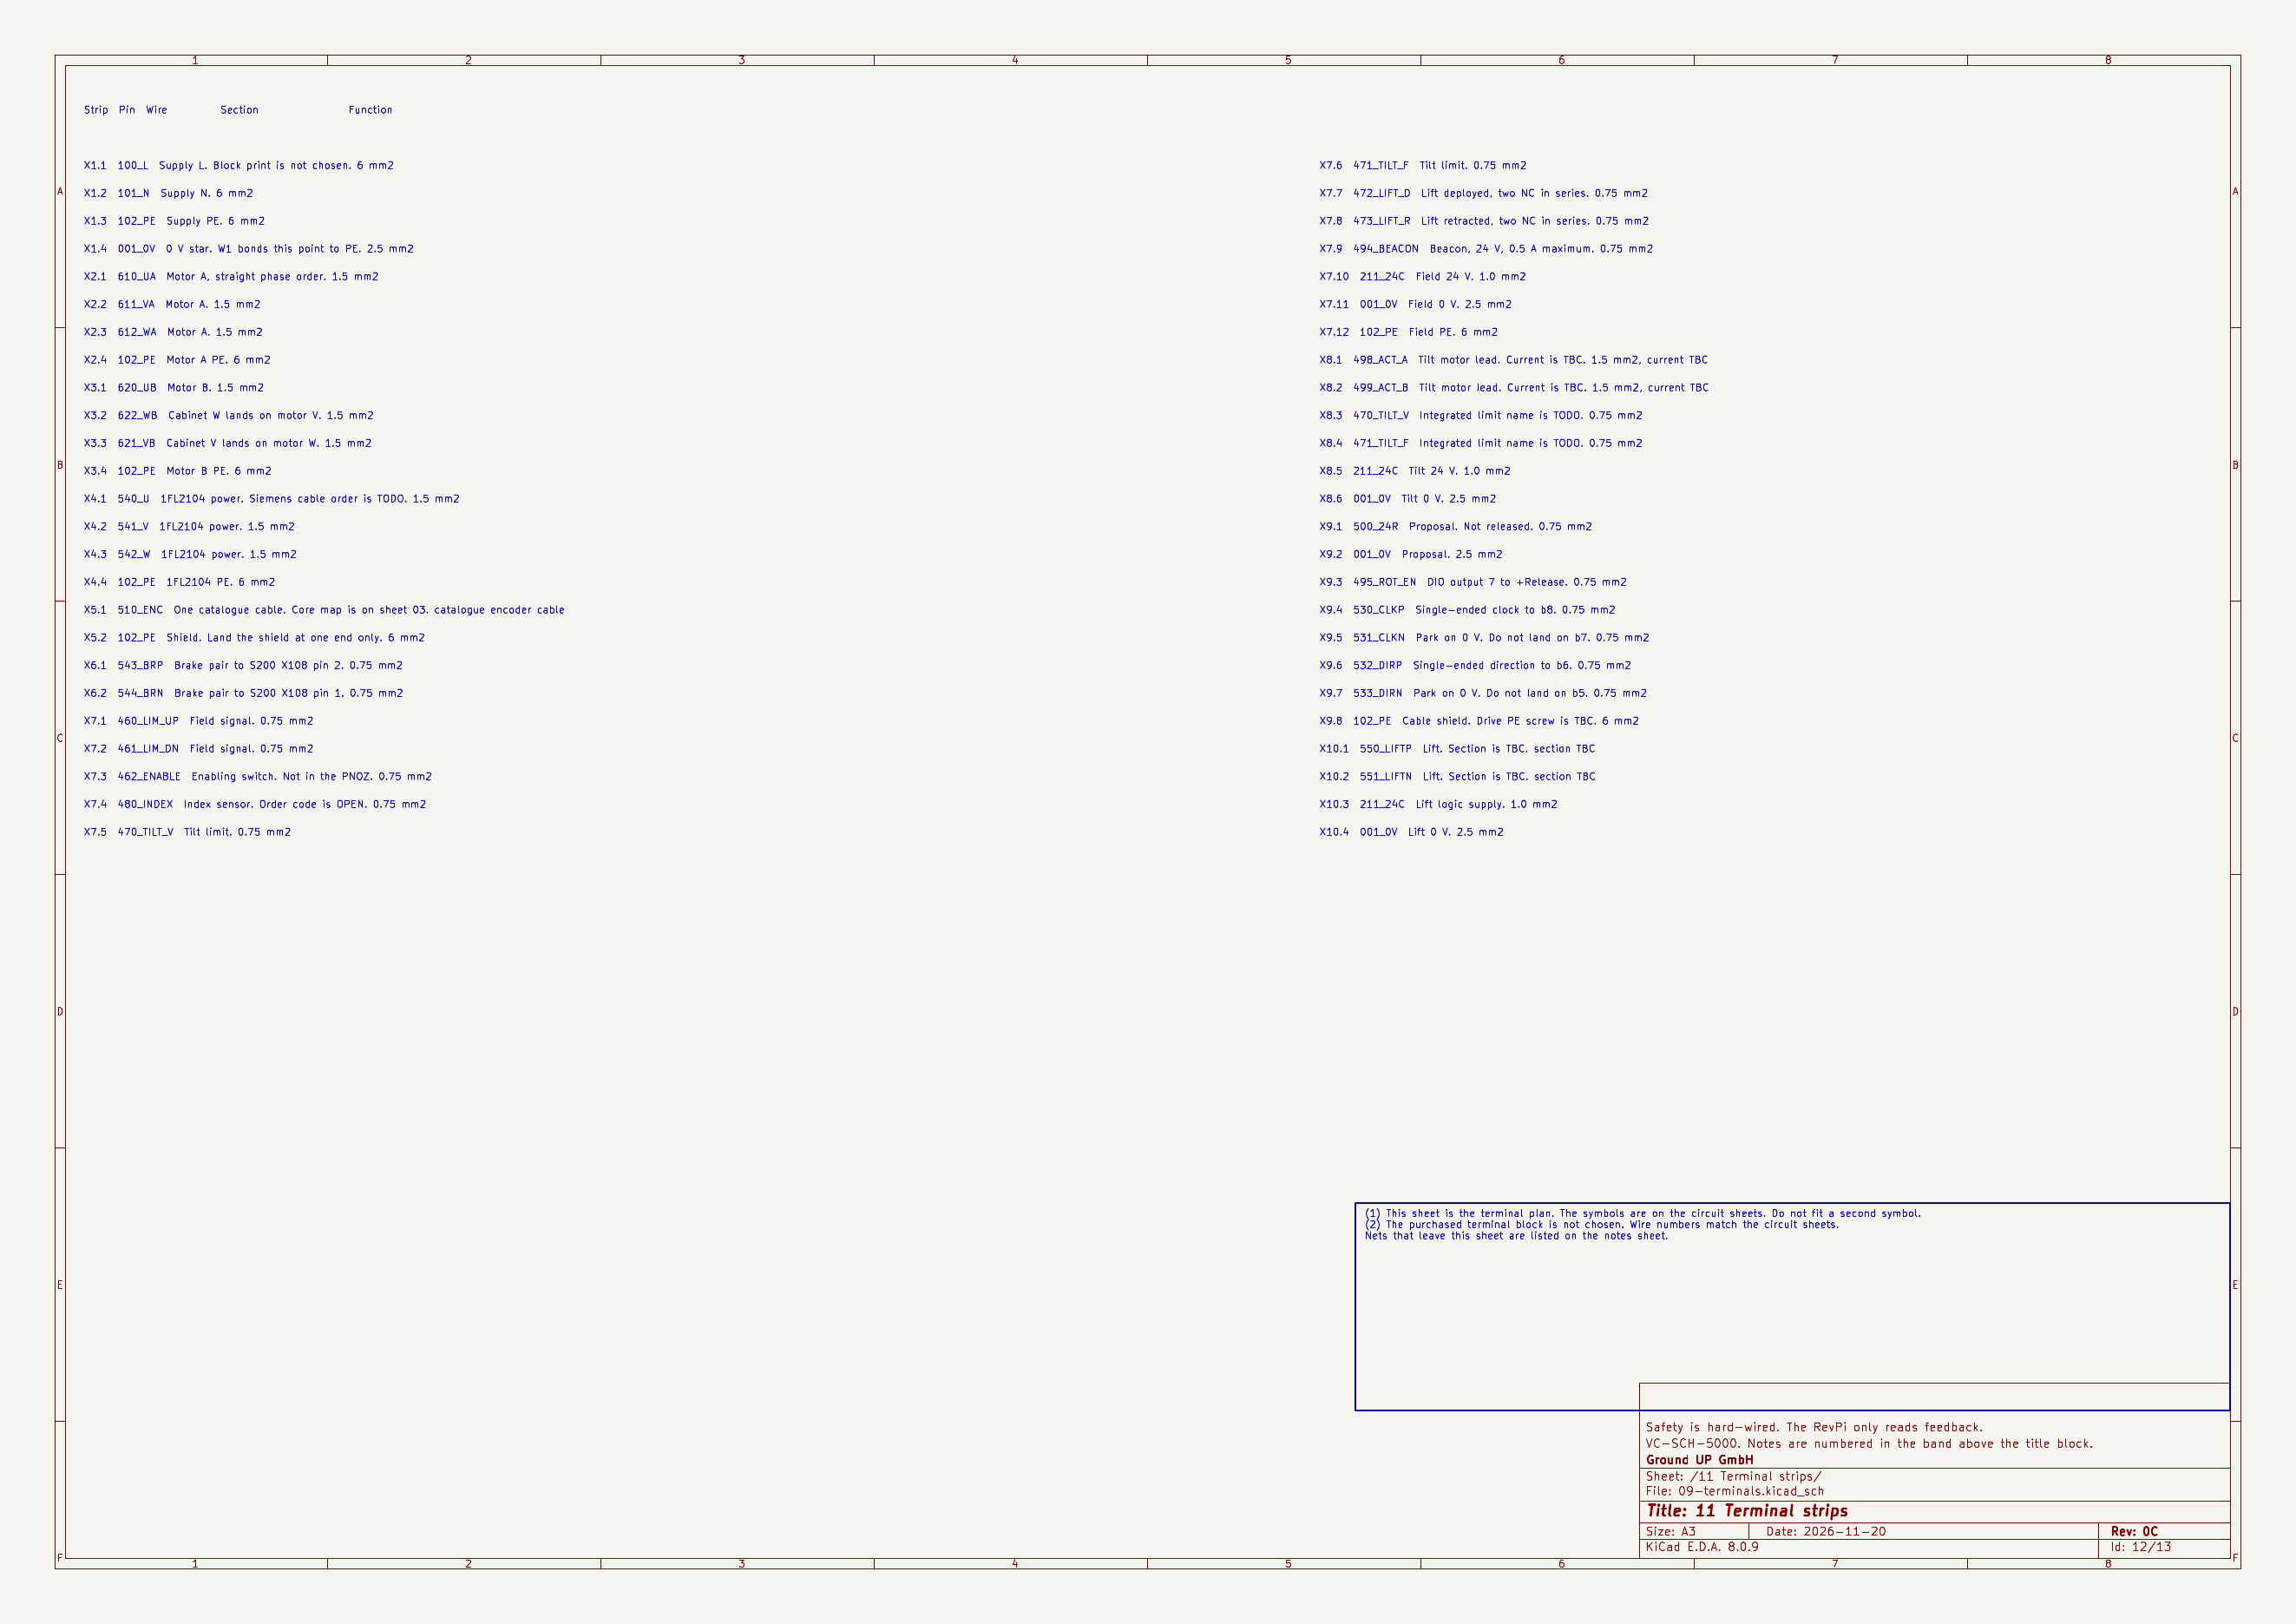 1 2 3 4 5 6 7 8
Strip Pin Wire Section Function
A
X1.1 100_L Supply L. Block print is not chosen. 6 mm2
X1.2 101_N Supply N. 6 mm2
X1.3 102_PE Supply PE. 6 mm2
X1.4 001_0V 0 V star. W1 bonds this point to PE. 2.5 mm2
X2.1 610_UA Motor A, straight phase order. 1.5 mm2
X2.2 611_VA Motor A. 1.5 mm2
X2.3 612_WA Motor A. 1.5 mm2
X2.4 102_PE Motor A PE. 6 mm2
X3.1 620_UB Motor B. 1.5 mm2
X3.2 622_WB Cabinet W lands on motor V. 1.5 mm2
X3.3 621_VB Cabinet V lands on motor W. 1.5 mm2
B
X3.4 102_PE Motor B PE. 6 mm2
X4.1 540_U 1FL2104 power. Siemens cable order is TODO. 1.5 mm2
X4.2 541_V 1FL2104 power. 1.5 mm2
X4.3 542_W 1FL2104 power. 1.5 mm2
X4.4 102_PE 1FL2104 PE. 6 mm2
X5.1 510_ENC One catalogue cable. Core map is on sheet 03. catalogue encoder cable
X5.2 102_PE Shield. Land the shield at one end only. 6 mm2
X6.1 543_BRP Brake pair to S200 X108 pin 2. 0.75 mm2
X6.2 544_BRN Brake pair to S200 X108 pin 1. 0.75 mm2
X7.1 460_LIM_UP Field signal. 0.75 mm2
C
X7.2 461_LIM_DN Field signal. 0.75 mm2
X7.3 462_ENABLE Enabling switch. Not in the PNOZ. 0.75 mm2
X7.4 480_INDEX Index sensor. Order code is OPEN. 0.75 mm2
X7.5 470_TILT_V Tilt limit. 0.75 mm2
D
E
F
X7.6 471_TILT_F Tilt limit. 0.75 mm2
A
X7.7 472_LIFT_D Lift deployed, two NC in series. 0.75 mm2
X7.8 473_LIFT_R Lift retracted, two NC in series. 0.75 mm2
X7.9 494_BEACON Beacon, 24 V, 0.5 A maximum. 0.75 mm2
X7.10 211_24C Field 24 V. 1.0 mm2
X7.11 001_0V Field 0 V. 2.5 mm2
X7.12 102_PE Field PE. 6 mm2
X8.1 498_ACT_A Tilt motor lead. Current is TBC. 1.5 mm2, current TBC
X8.2 499_ACT_B Tilt motor lead. Current is TBC. 1.5 mm2, current TBC
X8.3 470_TILT_V Integrated limit name is TODO. 0.75 mm2
X8.4 471_TILT_F Integrated limit name is TODO. 0.75 mm2
B
X8.5 211_24C Tilt 24 V. 1.0 mm2
X8.6 001_0V Tilt 0 V. 2.5 mm2
X9.1 500_24R Proposal. Not released. 0.75 mm2
X9.2 001_0V Proposal. 2.5 mm2
X9.3 495_ROT_EN DIO output 7 to +Release. 0.75 mm2
X9.4 530_CLKP Single-ended clock to b8. 0.75 mm2
X9.5 531_CLKN Park on 0 V. Do not land on b7. 0.75 mm2
X9.6 532_DIRP Single-ended direction to b6. 0.75 mm2
X9.7 533_DIRN Park on 0 V. Do not land on b5. 0.75 mm2
X9.8 102_PE Cable shield. Drive PE screw is TBC. 6 mm2
C
X10.1 550_LIFTP Lift. Section is TBC. section TBC
X10.2 551_LIFTN Lift. Section is TBC. section TBC
X10.3 211_24C Lift logic supply. 1.0 mm2
X10.4 001_0V Lift 0 V. 2.5 mm2
D
(1) This sheet is the terminal plan. The symbols are on the circuit sheets. Do not fit a second symbol.
(2) The purchased terminal block is not chosen. Wire numbers match the circuit sheets.
Nets that leave this sheet are listed on the notes sheet.
E
Safety is hard-wired. The RevPi only reads feedback.
VC-SCH-5000. Notes are numbered in the band above the title block.
Ground UP GmbH
Sheet: /11 Terminal strips/
File: 09-terminals.kicad_sch
Title: 11 Terminal strips
Size: A3 Date: 2026-11-20 Rev: 0C
KiCad E.D.A. 8.0.9 Id: 12/13
F
1 2 3 4 5 6 7 8